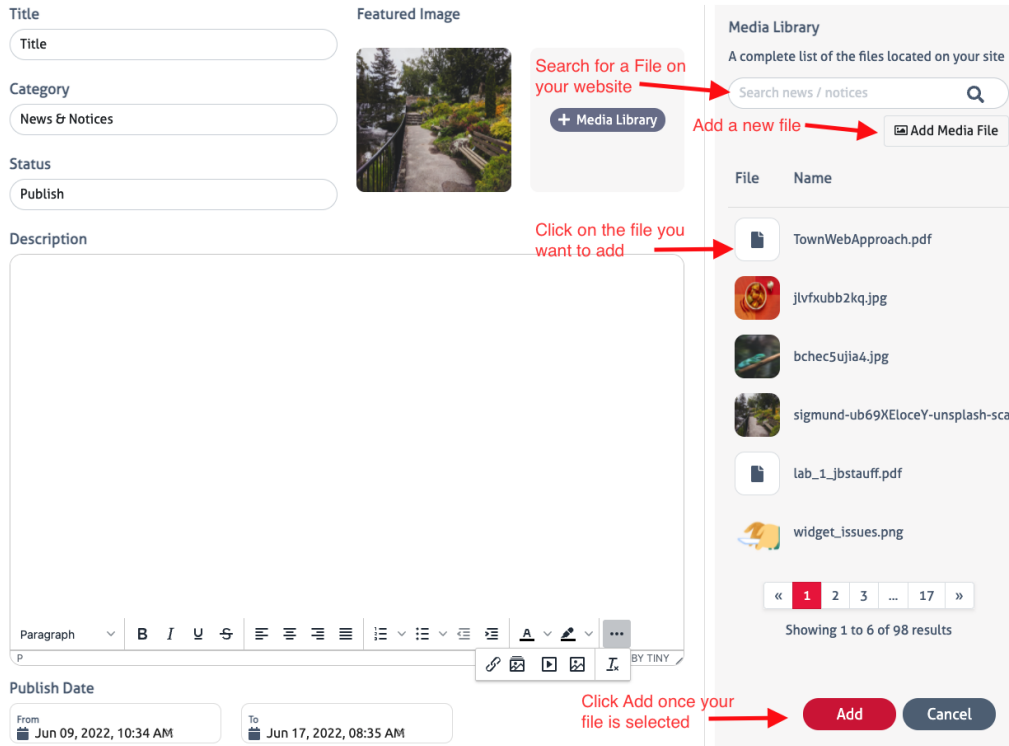 Title
Title
Category
News & Notices
Status
Publish
Featured Image
Media Library
Description
Paragraph
B I U S
A
P
BY TINY
Publish Date
From
Jun 09, 2022, 10:34 AM
To
Jun 17, 2022, 08:35 AM
Search for a File on
your website
Add a new file
Click on the file you
want to add
Click Add once your
file is selected
Media Library
A complete list of the files located on your site
Search news / notices
Add Media File
File Name
TownWebApproach.pdf
jlvfxubb2kq.jpg
bchec5ujia4.jpg
sigmund-ub69XEloceY-unsplash-sca
lab_1_jbstauff.pdf
widget_issues.png
« 1 2 3 ... 17 »
Showing 1 to 6 of 98 results
Add Cancel